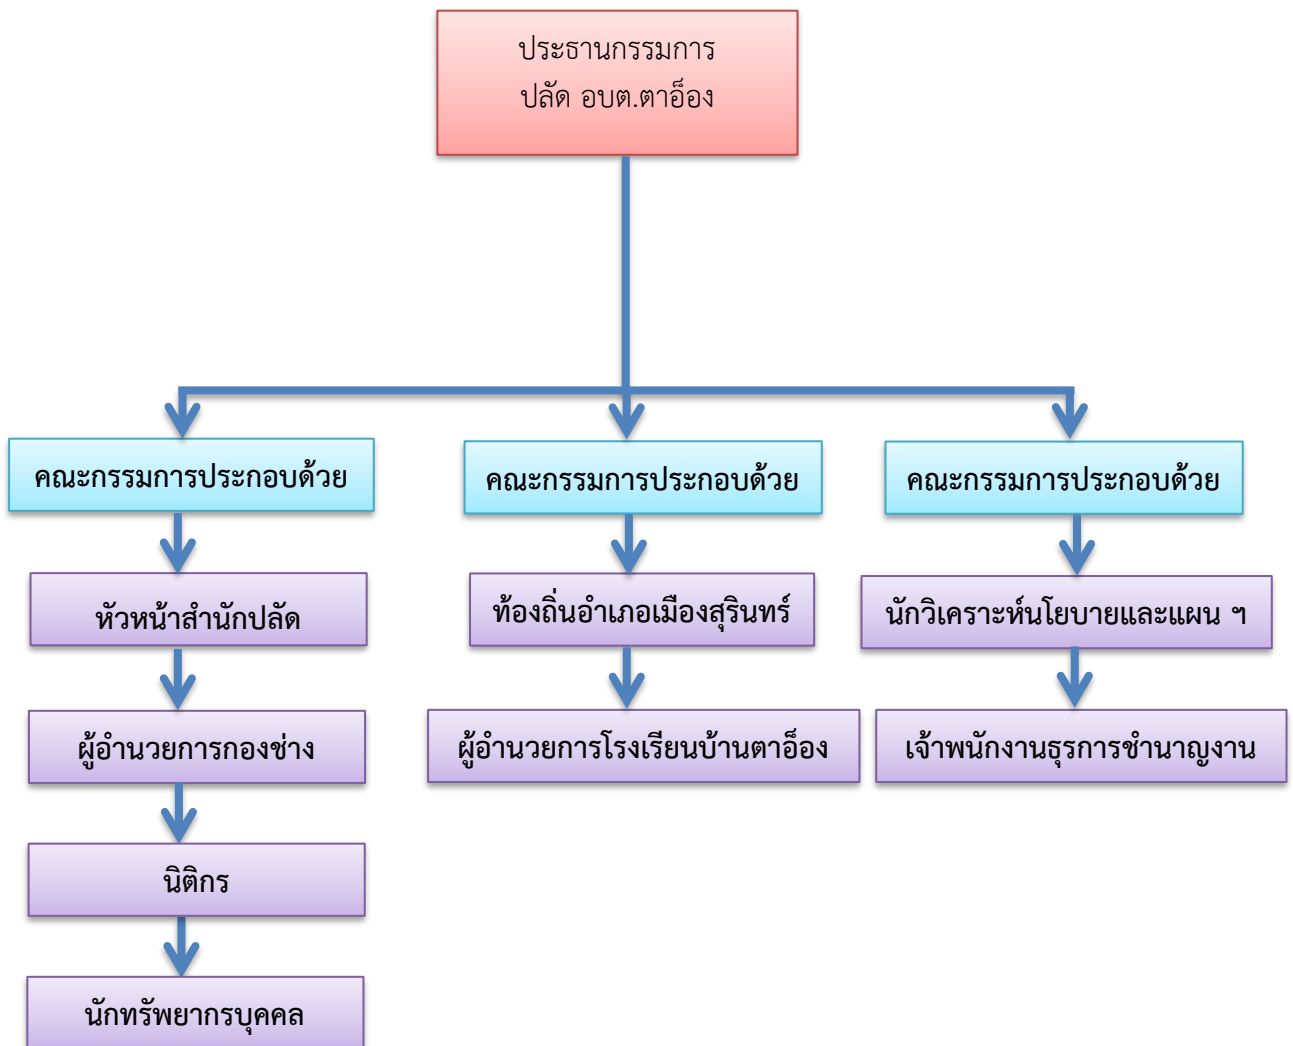 ประธานกรรมการ
ปลัด อบต.ตาอ็อง
คณะกรรมการประกอบด้วย
หัวหน้าสำนักปลัด
ผู้อำนวยการกองช่าง
นิติกร
นักทรัพยากรบุคคล
คณะกรรมการประกอบด้วย
ท้องถิ่นอำเภอเมืองสุรินทร์
ผู้อำนวยการโรงเรียนบ้านตาอ็อง
คณะกรรมการประกอบด้วย
นักวิเคราะห์นโยบายและแผน ฯ
เจ้าพนักงานธุรการชำนาญงาน